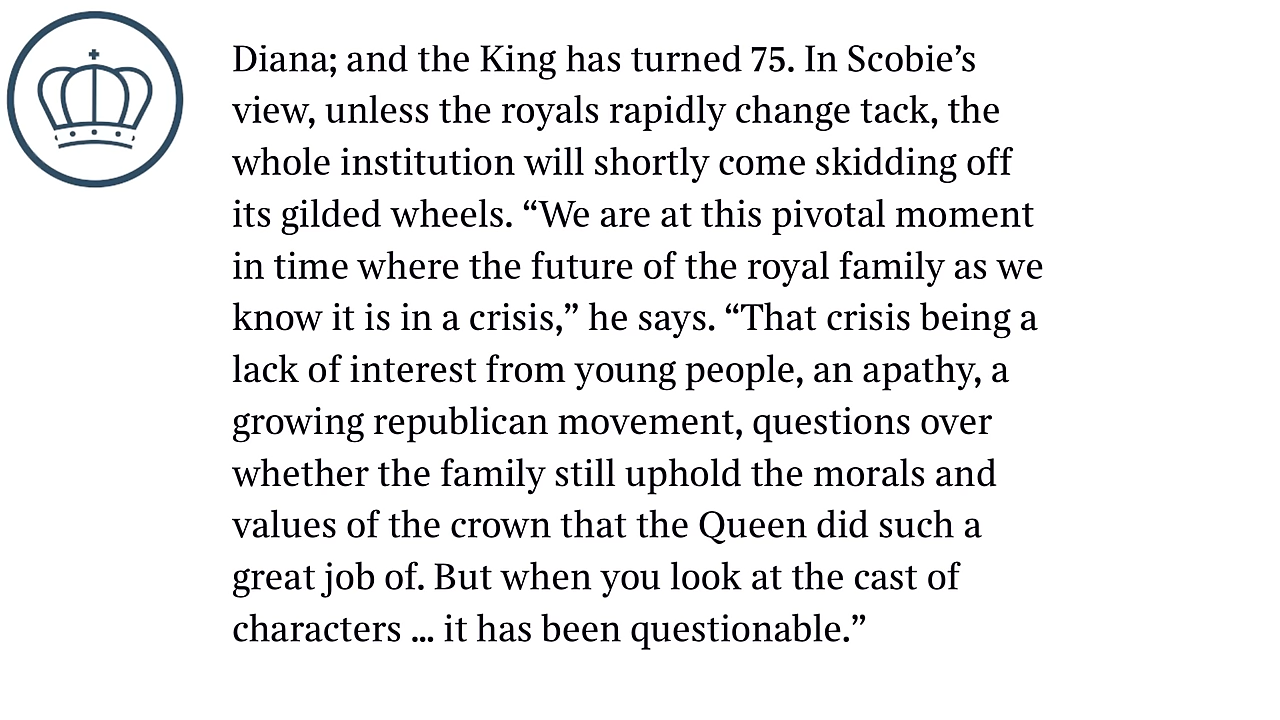 Diana; and the King has turned 75. In Scobie’s
view, unless the royals rapidly change tack, the
whole institution will shortly come skidding off
its gilded wheels. “We are at this pivotal moment
in time where the future of the royal family as we
know it is in a crisis,” he says. “That crisis being a
lack of interest from young people, an apathy, a
growing republican movement, questions over
whether the family still uphold the morals and
values of the crown that the Queen did such a
great job of. But when you look at the cast of
characters … it has been questionable.”